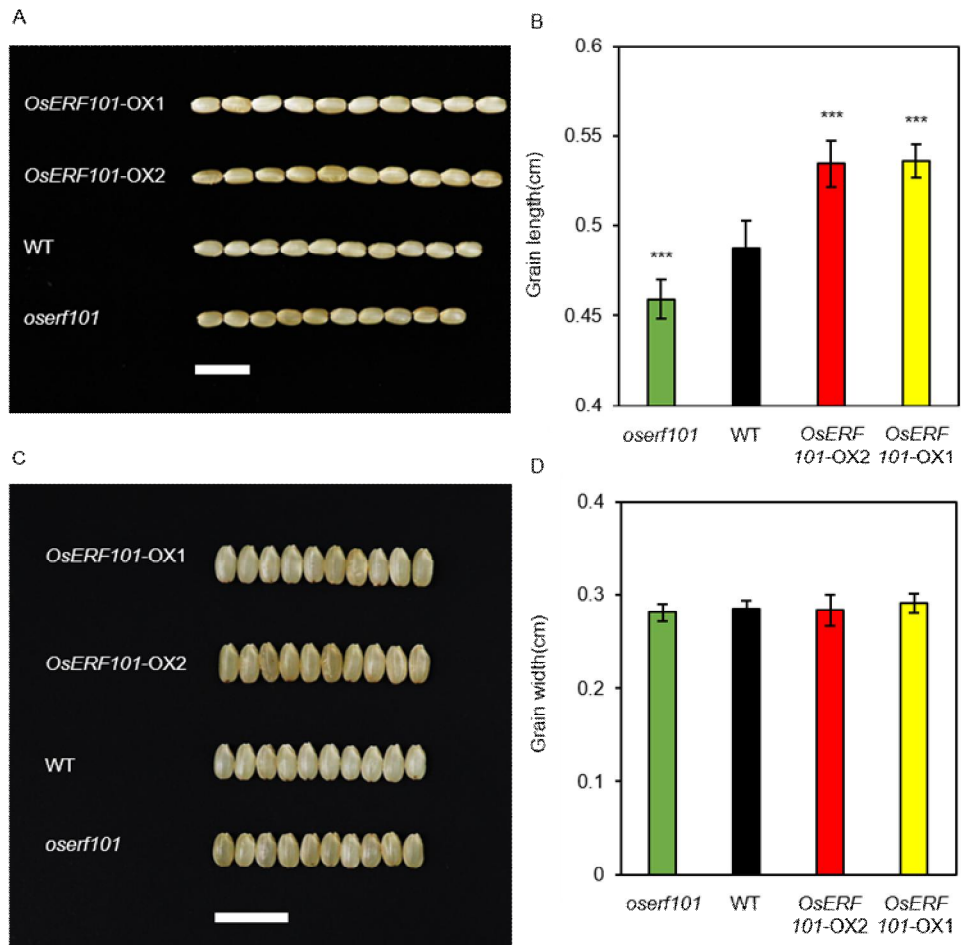 A
OsERF101-OX1
OsERF101-OX2
WT
oserf101
B
Grain length(cm)
0.6
0.55
0.5
0.45
0.4
***
***
***
oserf101
WT
OsERF
101-OX2
OsERF
101-OX1
C
OsERF101-OX1
OsERF101-OX2
WT
oserf101
D
Grain width(cm)
0.4
0.3
0.2
0.1
0
oserf101
WT
OsERF
101-OX2
OsERF
101-OX1